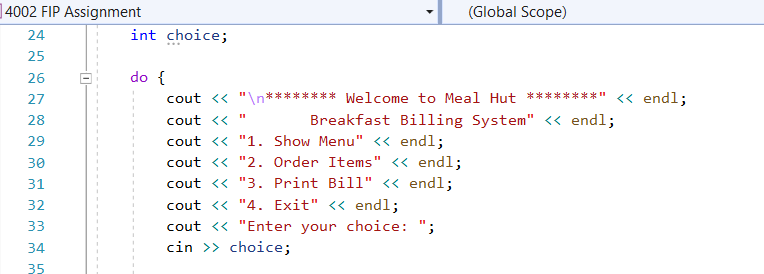 4002 FIP Assignment (Global Scope)
24 int choice;
25
26 do {
27 cout << "\n******** Welcome to Meal Hut ********" << endl;
28 cout << "       Breakfast Billing System" << endl;
29 cout << "1. Show Menu" << endl;
30 cout << "2. Order Items" << endl;
31 cout << "3. Print Bill" << endl;
32 cout << "4. Exit" << endl;
33 cout << "Enter your choice: ";
34 cin >> choice;
35